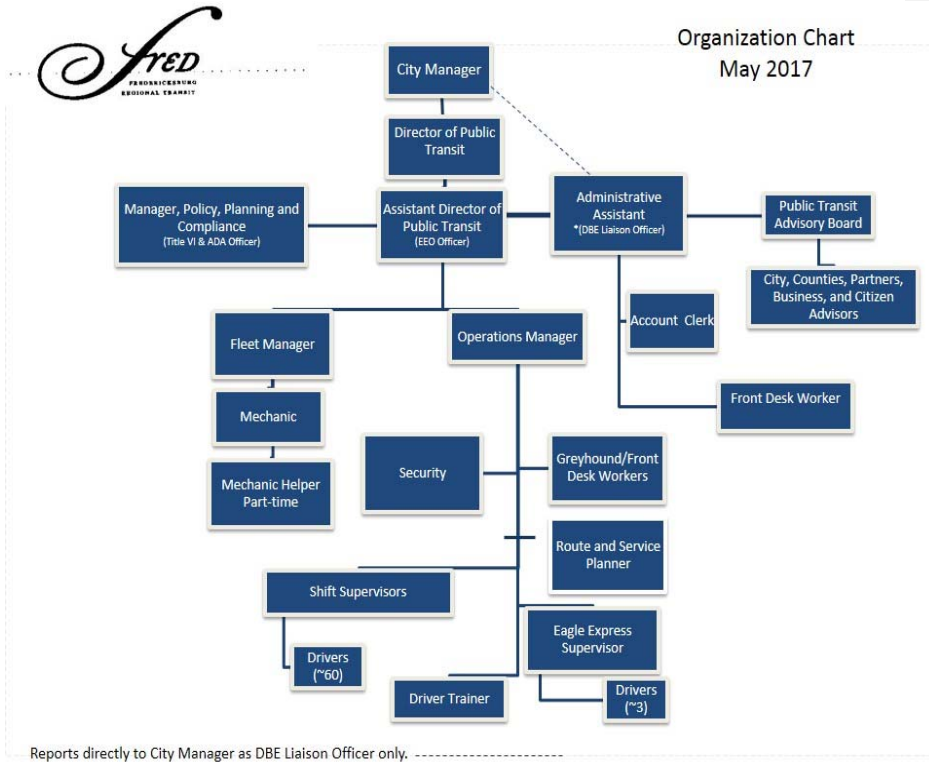 FRED
FREDERICKSBURG
REGIONAL TRANSIT
Organization Chart
May 2017
City Manager
Director of Public
Transit
Manager, Policy, Planning and
Compliance
(Title VI & ADA Officer)
Assistant Director of
Public Transit
(EEO Officer)
Administrative
Assistant
*(DBE Liaison Officer)
Public Transit
Advisory Board
City, Counties, Partners,
Business, and Citizen
Advisors
Account Clerk
Front Desk Worker
Fleet Manager
Operations Manager
Mechanic
Mechanic Helper
Part-time
Security
Greyhound/Front
Desk Workers
Route and Service
Planner
Shift Supervisors
Eagle Express
Supervisor
Drivers
(~60)
Driver Trainer
Drivers
(~3)
Reports directly to City Manager as DBE Liaison Officer only. --------------------